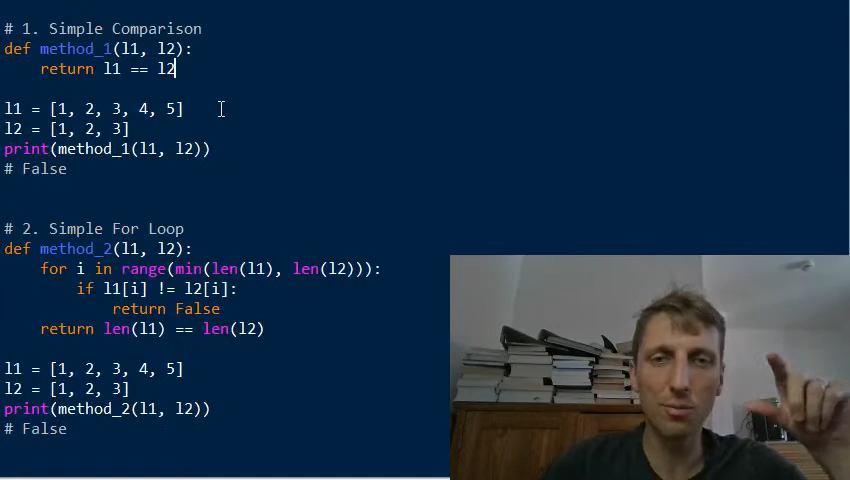 # 1. Simple Comparison
def method_1(l1, l2):
    return l1 == l2
l1 = [1, 2, 3, 4, 5]
l2 = [1, 2, 3]
print(method_1(l1, l2))
# False
# 2. Simple For Loop
def method_2(l1, l2):
    for i in range(min(len(l1), len(l2))):
        if l1[i] != l2[i]:
            return False
    return len(l1) == len(l2)
l1 = [1, 2, 3, 4, 5]
l2 = [1, 2, 3]
print(method_2(l1, l2))
# False